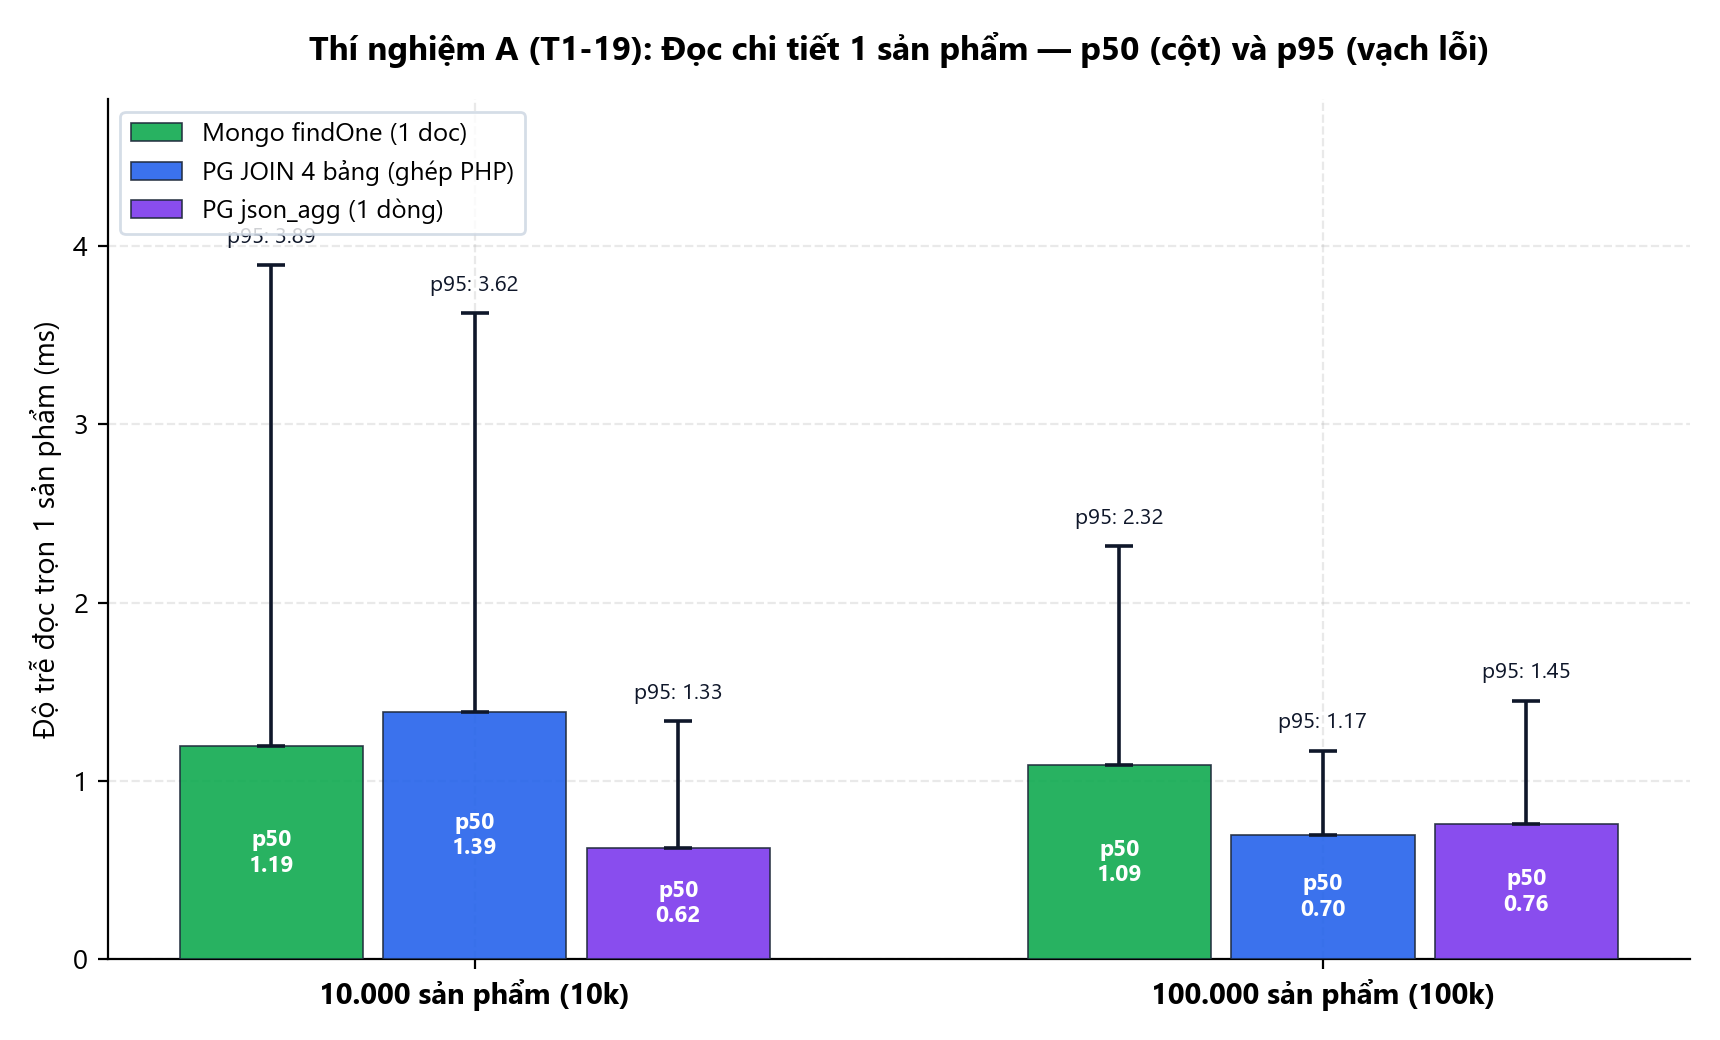 Thí nghiệm A (T1-19): Đọc chi tiết 1 sản phẩm — p50 (cột) và p95 (vạch lỗi)
Mongo findOne (1 doc)
PG JOIN 4 bảng (ghép PHP)
PG json_agg (1 dòng)
Độ trễ đọc trọn 1 sản phẩm (ms)
4
3
2
1
0
p95: 3.89
p95: 3.62
p95: 1.33
p95: 2.32
p95: 1.17
p95: 1.45
p50
1.19
p50
1.39
p50
0.62
p50
1.09
p50
0.70
p50
0.76
10.000 sản phẩm (10k)
100.000 sản phẩm (100k)